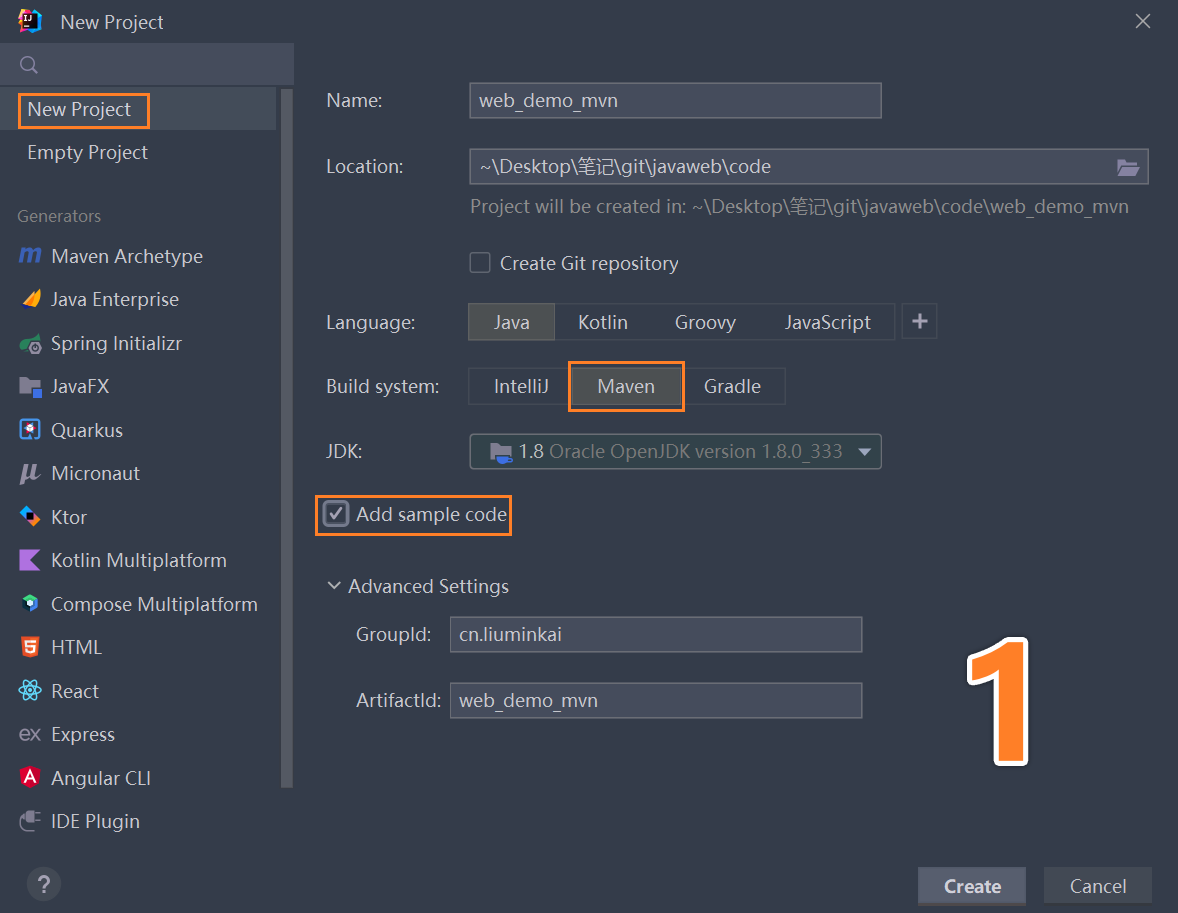 New Project
New Project
Empty Project
Generators
Maven Archetype
Java Enterprise
Spring Initializr
JavaFX
Quarkus
Micronaut
Ktor
Kotlin Multiplatform
Compose Multiplatform
HTML
React
Express
Angular CLI
IDE Plugin
Name: web_demo_mvn
Location: ~\Desktop\笔记\git\javaweb\code
Project will be created in: ~\Desktop\笔记\git\javaweb\code\web_demo_mvn
Create Git repository
Language: Java Kotlin Groovy JavaScript +
Build system: IntelliJ Maven Gradle
JDK: 1.8 Oracle OpenJDK version 1.8.0_333
Add sample code
Advanced Settings
GroupId: cn.liuminkai
ArtifactId: web_demo_mvn
1
? Create Cancel